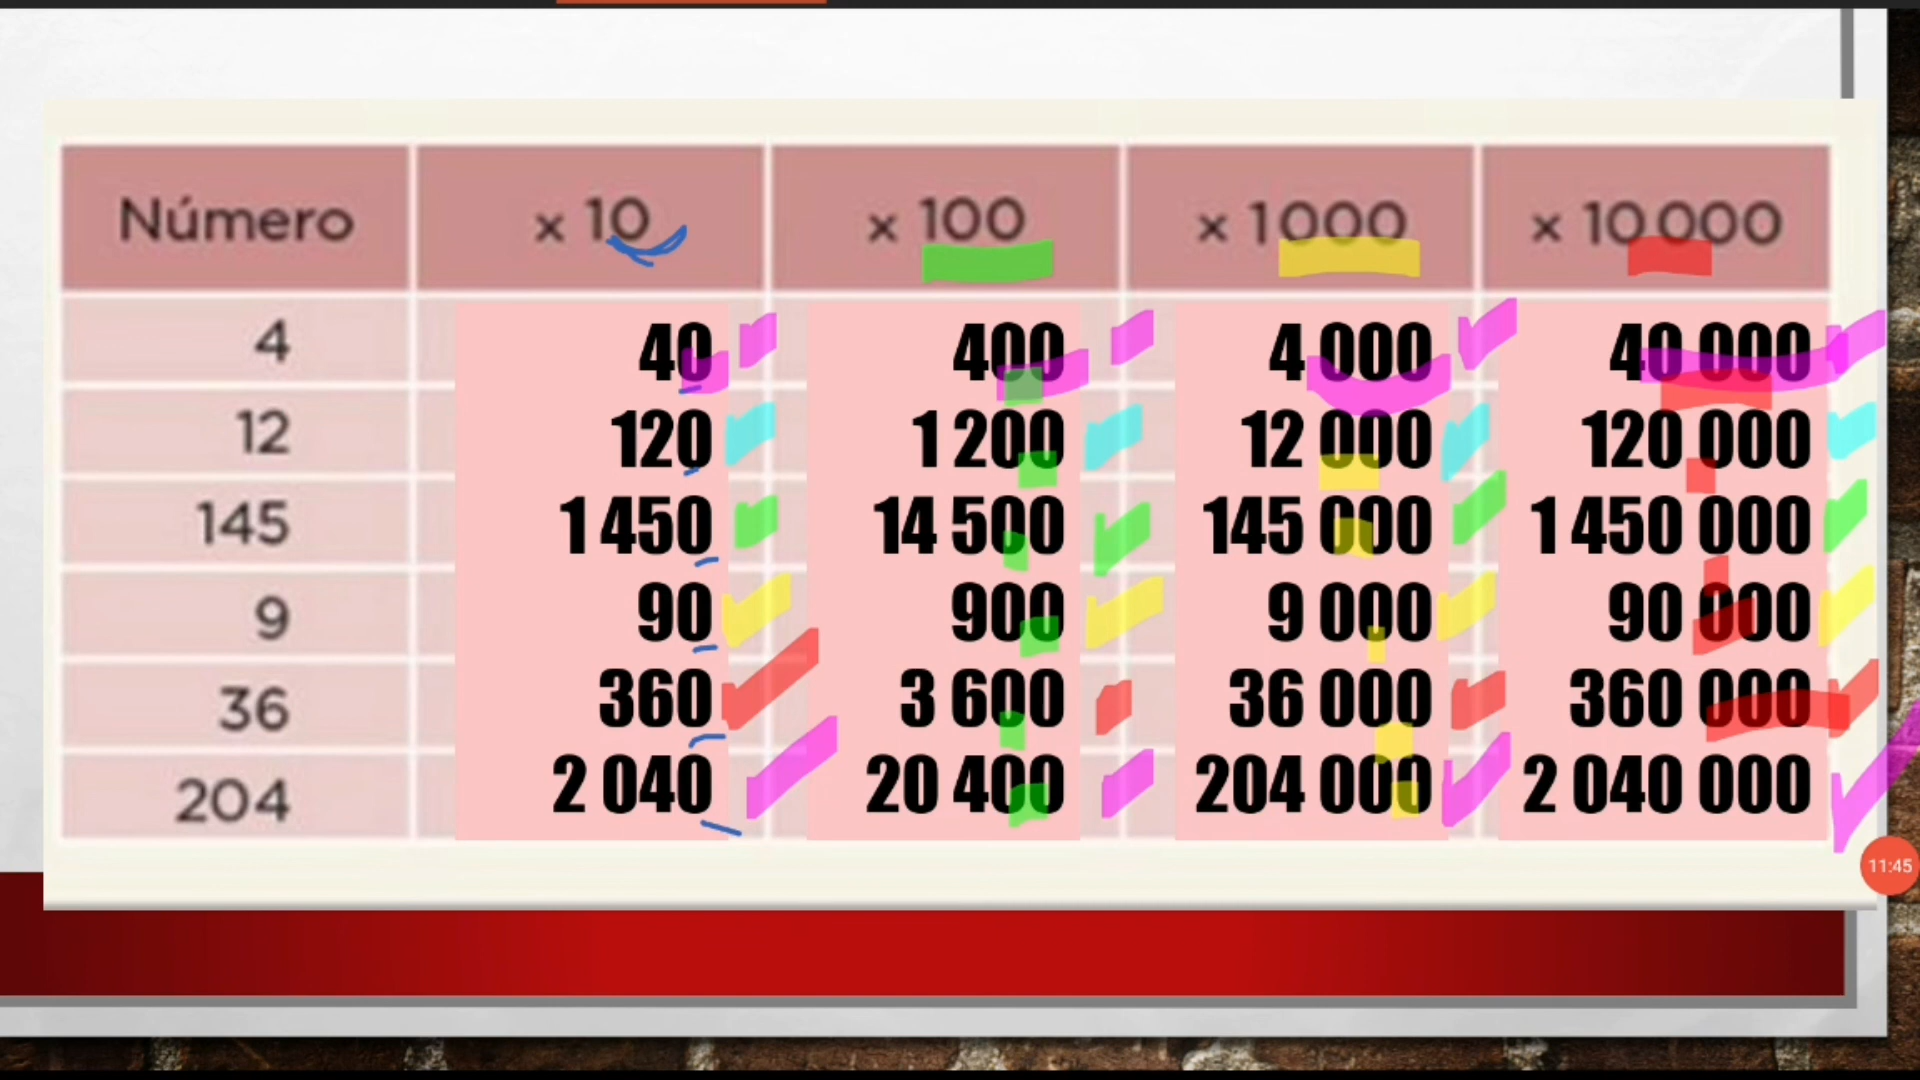 Número x 10 x 100 x 1 000 x 10 000
4 40 400 4 000 40 000
12 120 1 200 12 000 120 000
145 1 450 14 500 145 000 1 450 000
9 90 900 9 000 90 000
36 360 3 600 36 000 360 000
204 2 040 20 400 204 000 2 040 000
11:45